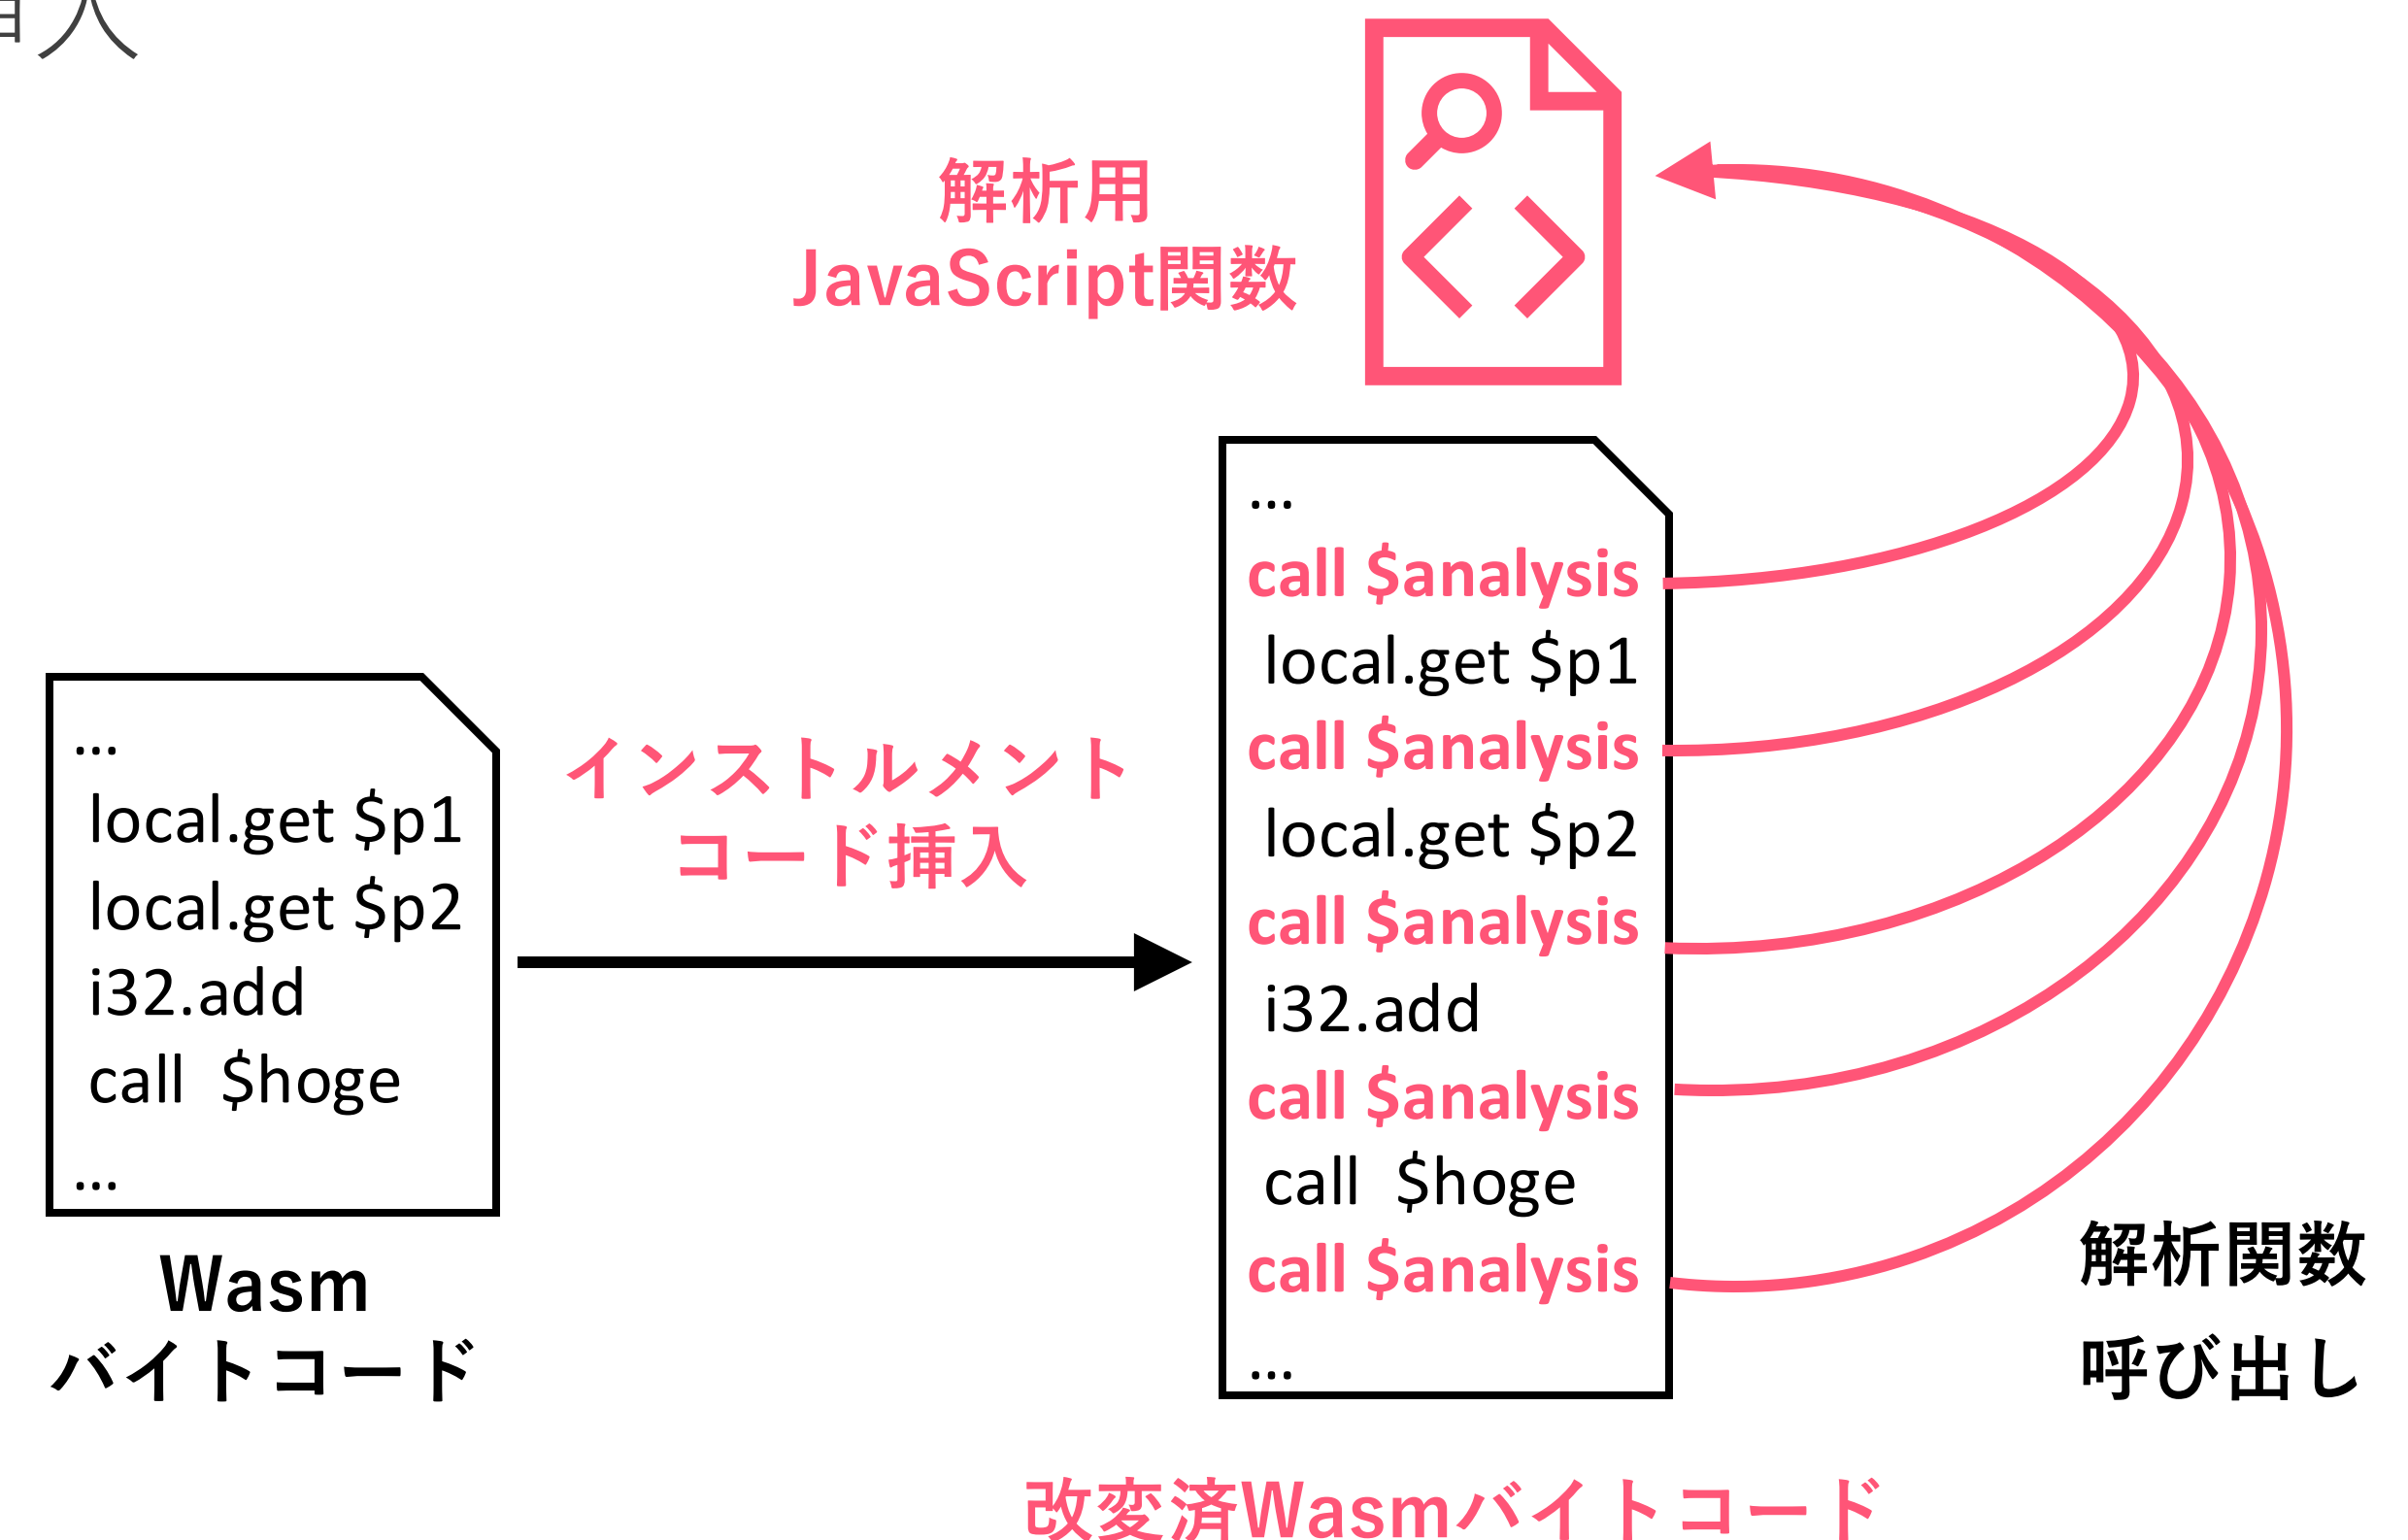 入
解析用
JavaScript関数
...
call $analysis
local.get $p1
call $analysis
local.get $p2
call $analysis
i32.add
call $analysis
call $hoge
call $analysis
...
...
local.get $p1
local.get $p2
i32.add
call $hoge
...
インストルメント
コード挿入
Wasm
バイトコード
解析関数
呼び出し
改変済Wasmバイトコード